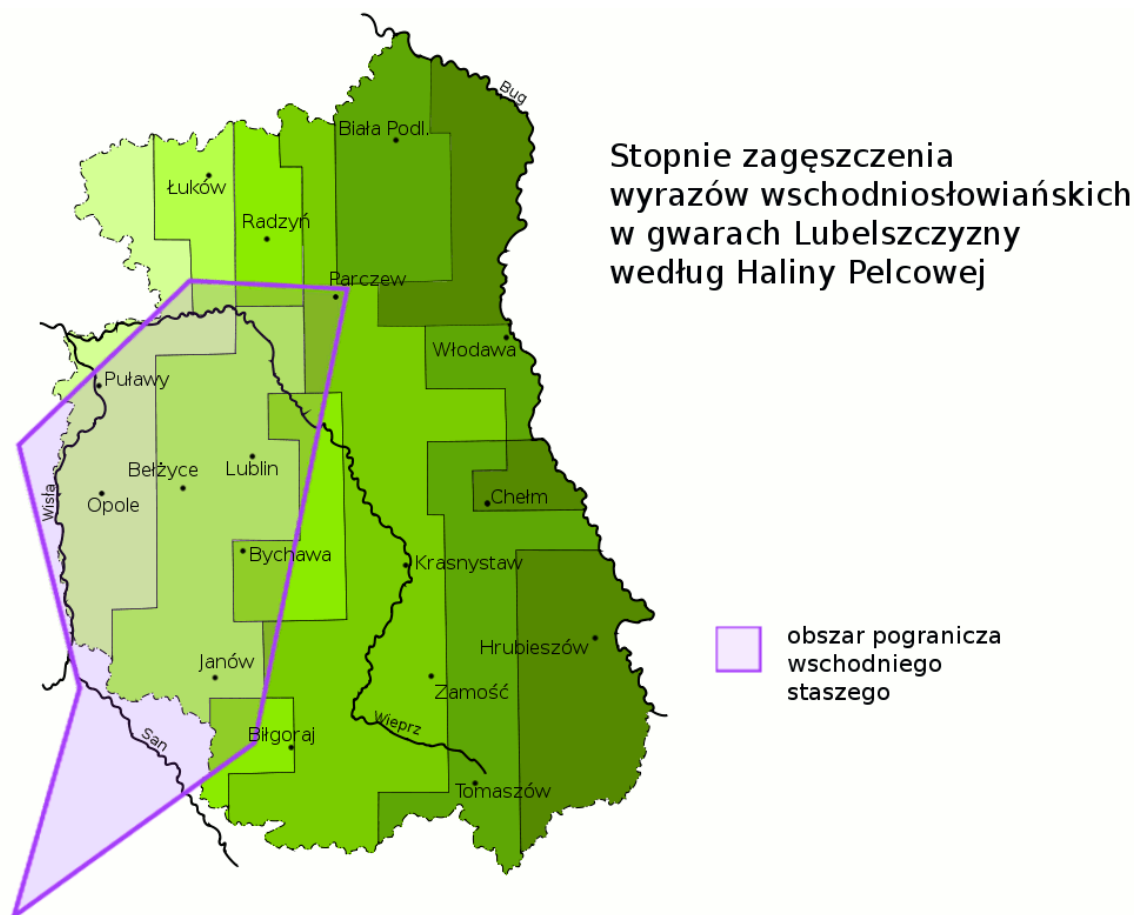 Bug
Biała Podl.
Łuków
Radzyń
Parczew
Włodawa
Puławy
Bełżyce
Lublin
Wisła
Opole
Chełm
Bychawa
Krasnystaw
Hrubieszów
Janów
Zamość
Wieprz
San
Biłgoraj
Tomaszów
Stopnie zagęszczenia
wyrazów wschodniosłowiańskich
w gwarach Lubelszczyzny
według Haliny Pelcowej
obszar pogranicza
wschodniego
staszego